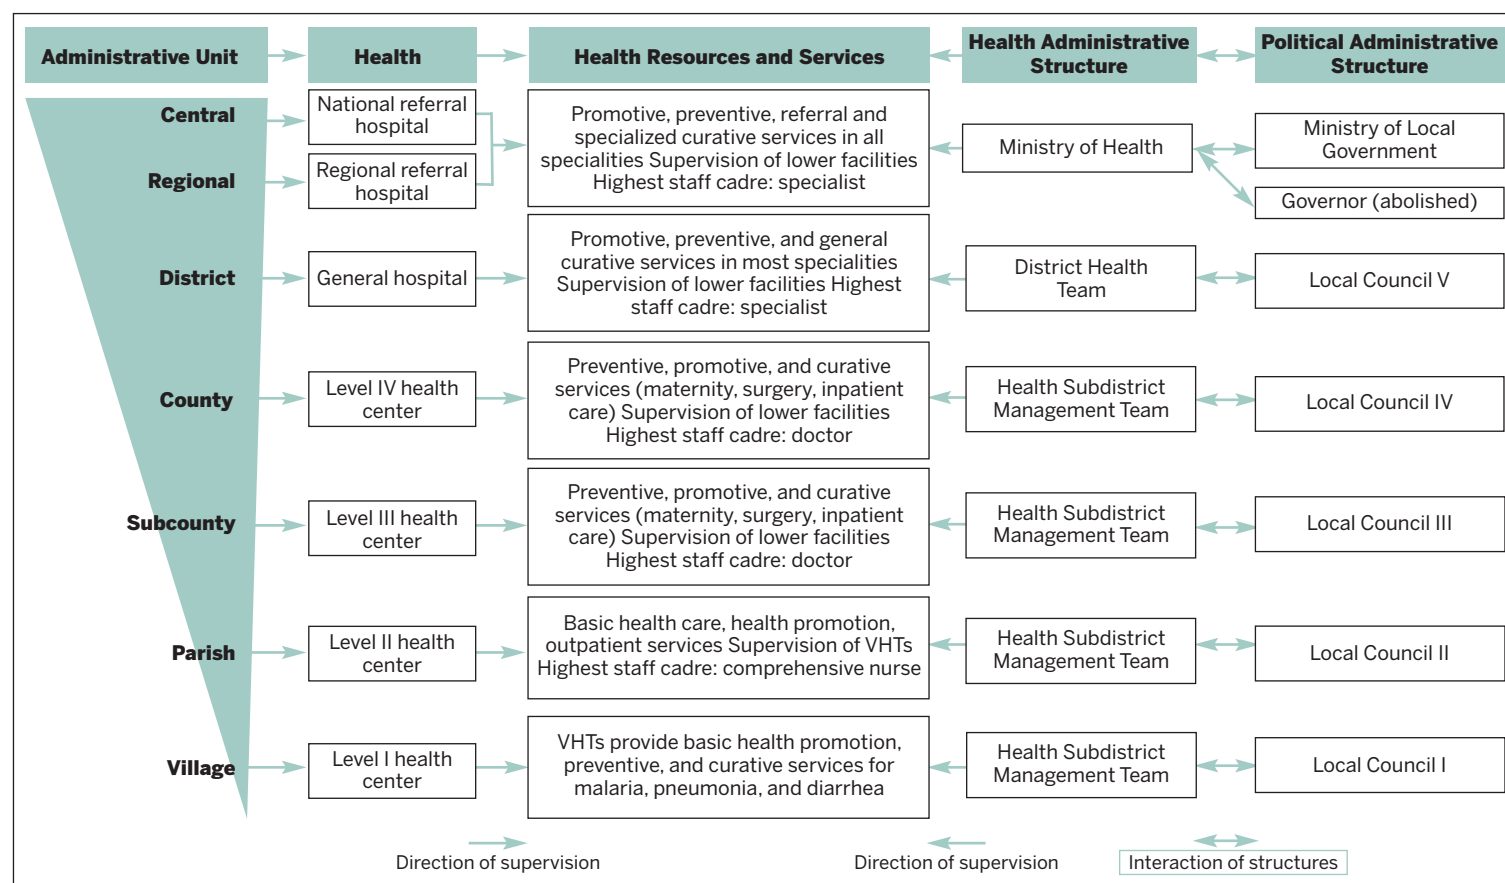 Administrative Unit
Health
Health Resources and Services
Health Administrative
Structure
Political Administrative
Structure
Central
National referral
hospital
Regional
Regional referral
hospital
Promotive, preventive, referral and
specialized curative services in all
specialities Supervision of lower facilities
Highest staff cadre: specialist
Ministry of Health
Ministry of Local
Government
Governor (abolished)
District
General hospital
Promotive, preventive, and general
curative services in most specialities
Supervision of lower facilities Highest
staff cadre: specialist
District Health
Team
Local Council V
County
Level IV health
center
Preventive, promotive, and curative
services (maternity, surgery, inpatient
care) Supervision of lower facilities
Highest staff cadre: doctor
Health Subdistrict
Management Team
Local Council IV
Subcounty
Level III health
center
Preventive, promotive, and curative
services (maternity, surgery, inpatient
care) Supervision of lower facilities
Highest staff cadre: doctor
Health Subdistrict
Management Team
Local Council III
Parish
Level II health
center
Basic health care, health promotion,
outpatient services Supervision of VHTs
Highest staff cadre: comprehensive nurse
Health Subdistrict
Management Team
Local Council II
Village
Level I health
center
VHTs provide basic health promotion,
preventive, and curative services for
malaria, pneumonia, and diarrhea
Health Subdistrict
Management Team
Local Council I
Direction of supervision
Direction of supervision
Interaction of structures